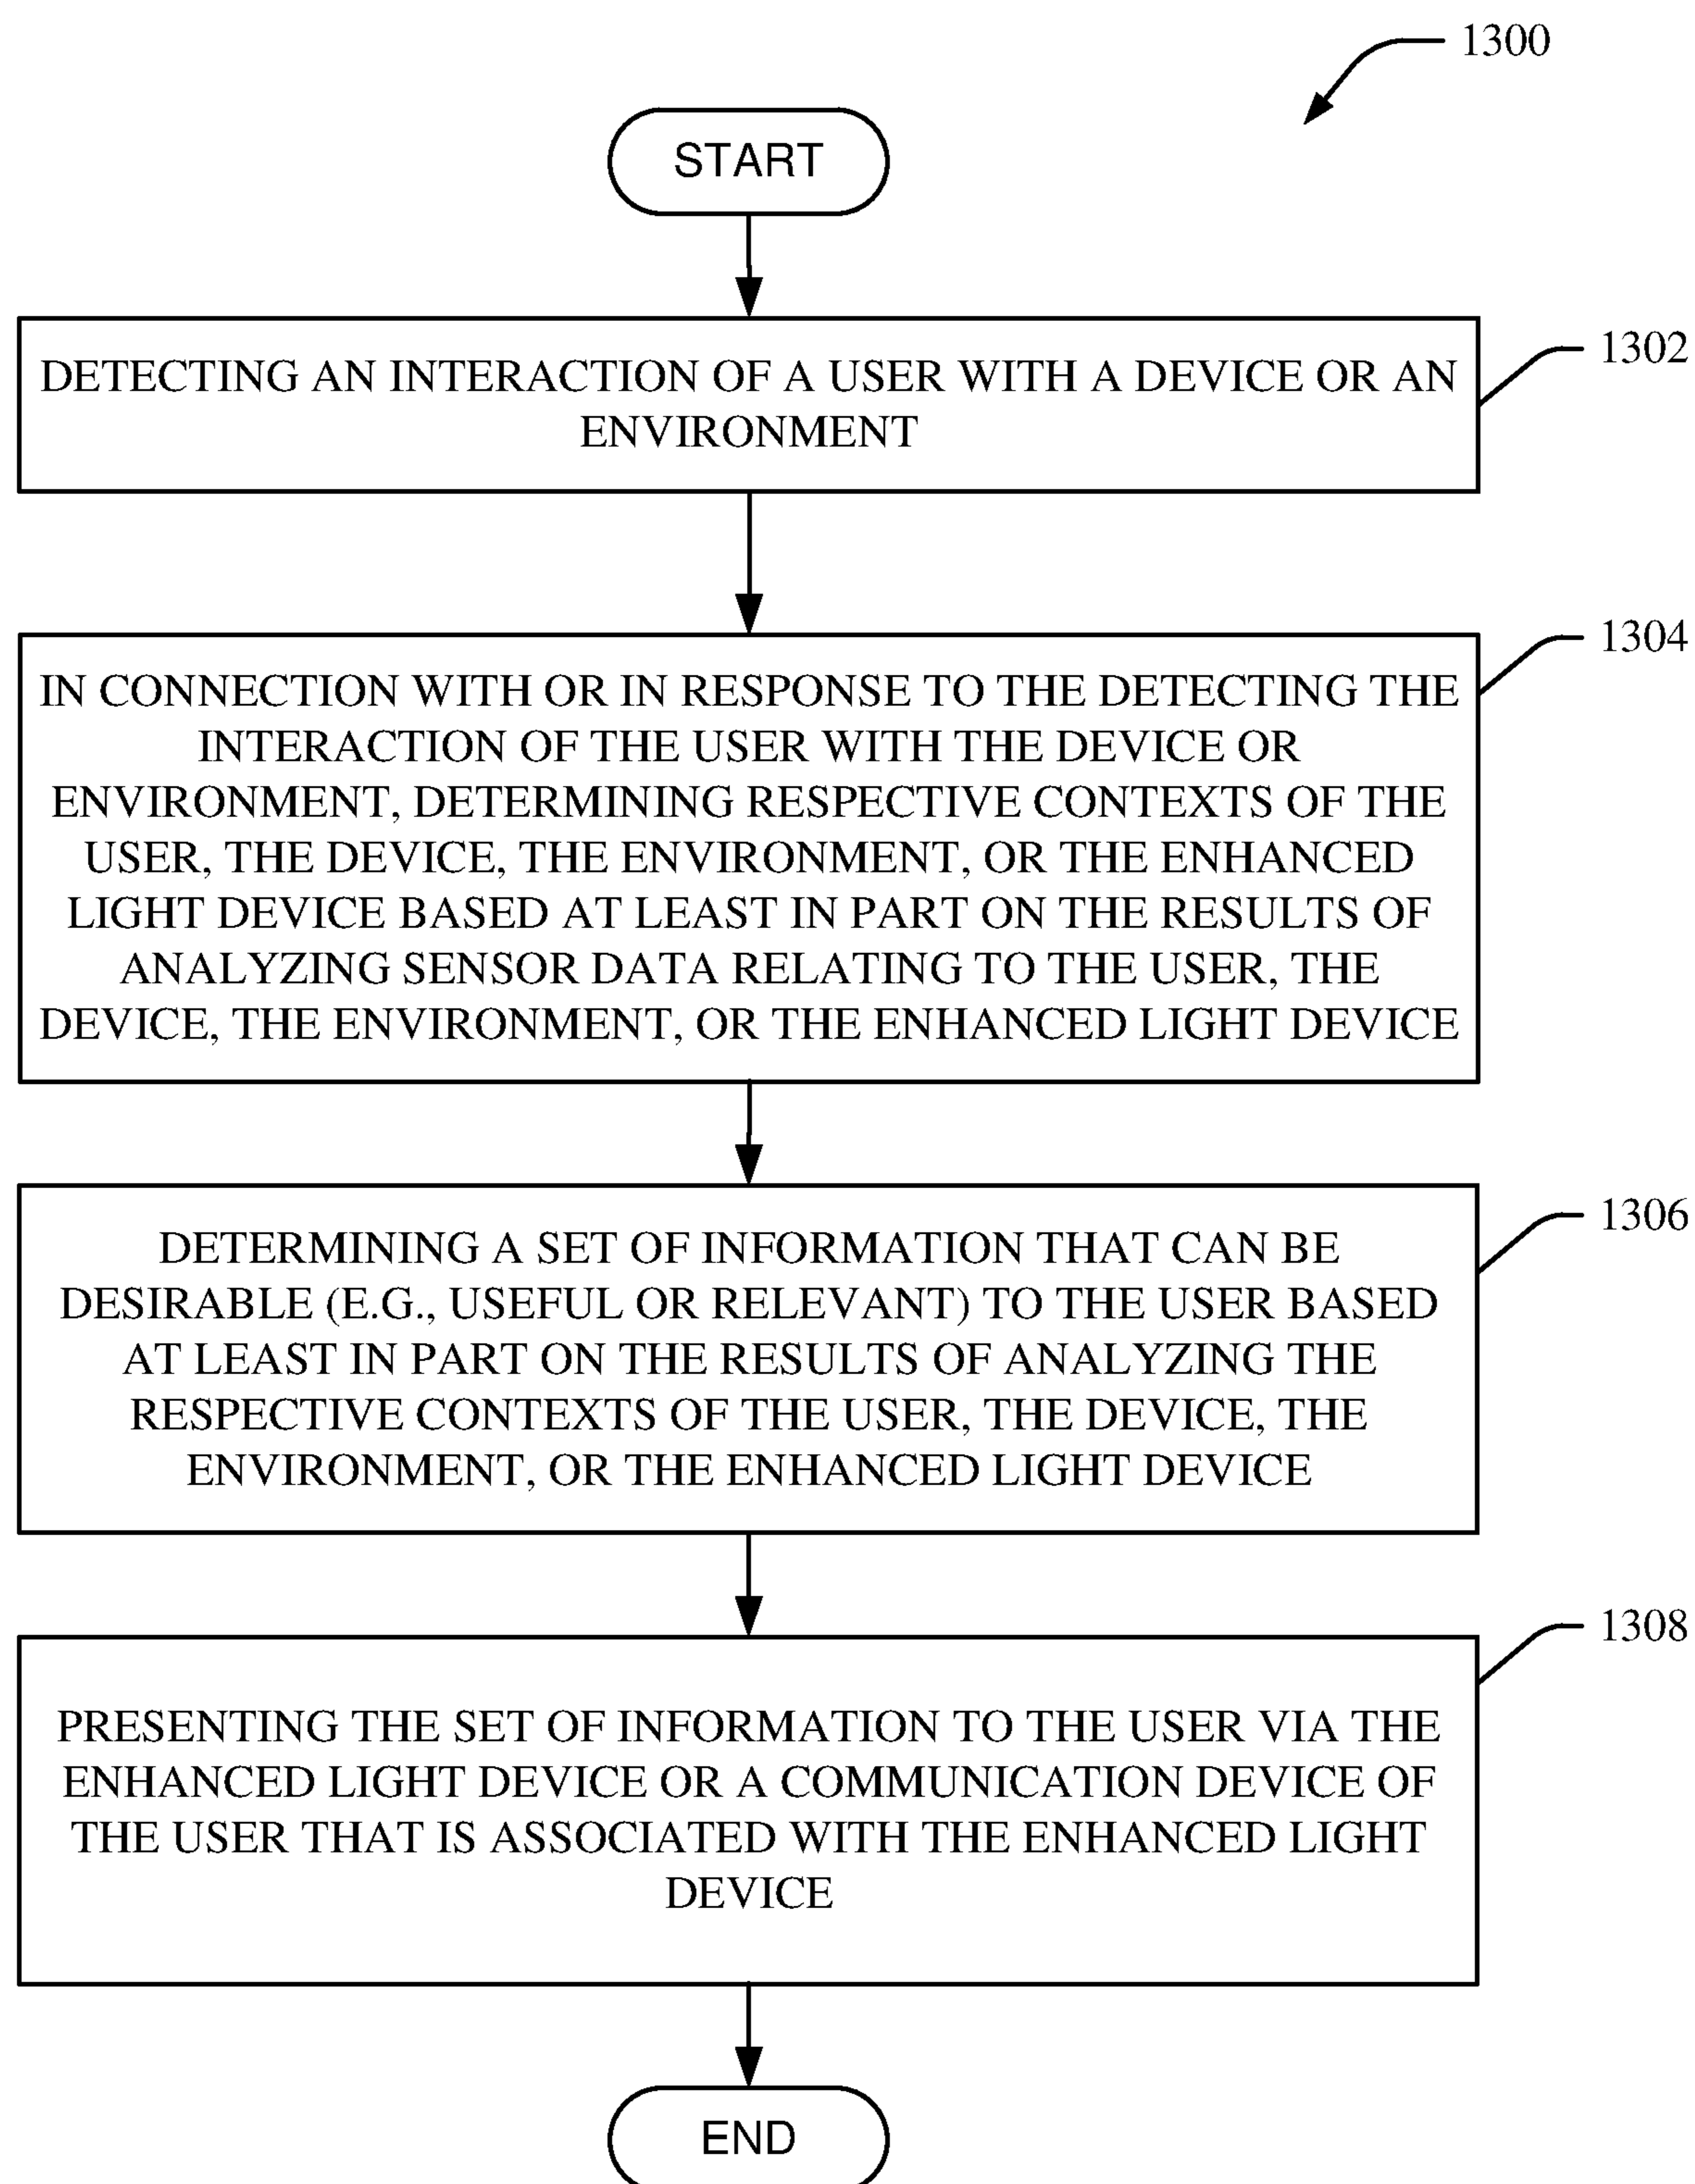 1300
START
1302
DETECTING AN INTERACTION OF A USER WITH A DEVICE OR AN
ENVIRONMENT
1304
IN CONNECTION WITH OR IN RESPONSE TO THE DETECTING THE
INTERACTION OF THE USER WITH THE DEVICE OR
ENVIRONMENT, DETERMINING RESPECTIVE CONTEXTS OF THE
USER, THE DEVICE, THE ENVIRONMENT, OR THE ENHANCED
LIGHT DEVICE BASED AT LEAST IN PART ON THE RESULTS OF
ANALYZING SENSOR DATA RELATING TO THE USER, THE
DEVICE, THE ENVIRONMENT, OR THE ENHANCED LIGHT DEVICE
1306
DETERMINING A SET OF INFORMATION THAT CAN BE
DESIRABLE (E.G., USEFUL OR RELEVANT) TO THE USER BASED
AT LEAST IN PART ON THE RESULTS OF ANALYZING THE
RESPECTIVE CONTEXTS OF THE USER, THE DEVICE, THE
ENVIRONMENT, OR THE ENHANCED LIGHT DEVICE
1308
PRESENTING THE SET OF INFORMATION TO THE USER VIA THE
ENHANCED LIGHT DEVICE OR A COMMUNICATION DEVICE OF
THE USER THAT IS ASSOCIATED WITH THE ENHANCED LIGHT
DEVICE
END